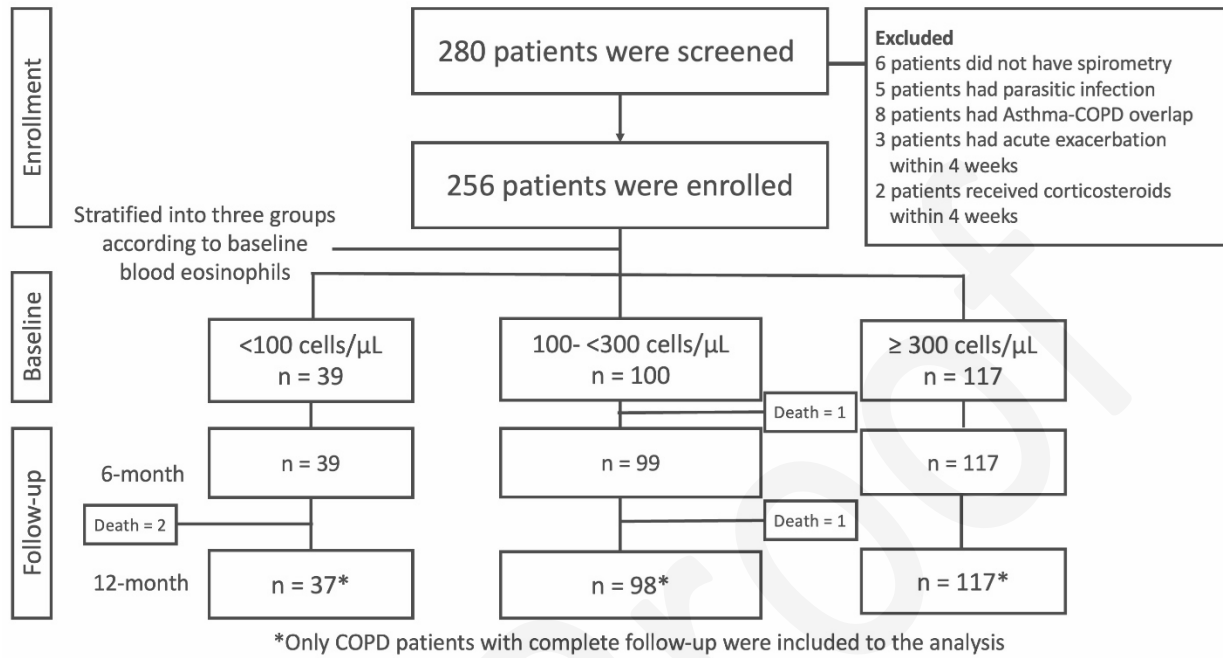 Enrollment
280 patients were screened
Excluded
6 patients did not have spirometry
5 patients had parasitic infection
8 patients had Asthma-COPD overlap
3 patients had acute exacerbation
within 4 weeks
2 patients received corticosteroids
within 4 weeks
256 patients were enrolled
Stratified into three groups
according to baseline
blood eosinophils
Baseline
<100 cells/µL
n = 39
100- <300 cells/µL
n = 100
≥ 300 cells/µL
n = 117
Death = 1
Follow-up
6-month
n = 39
n = 99
n = 117
Death = 2
Death = 1
12-month
n = 37*
n = 98*
n = 117*
*Only COPD patients with complete follow-up were included to the analysis
roof